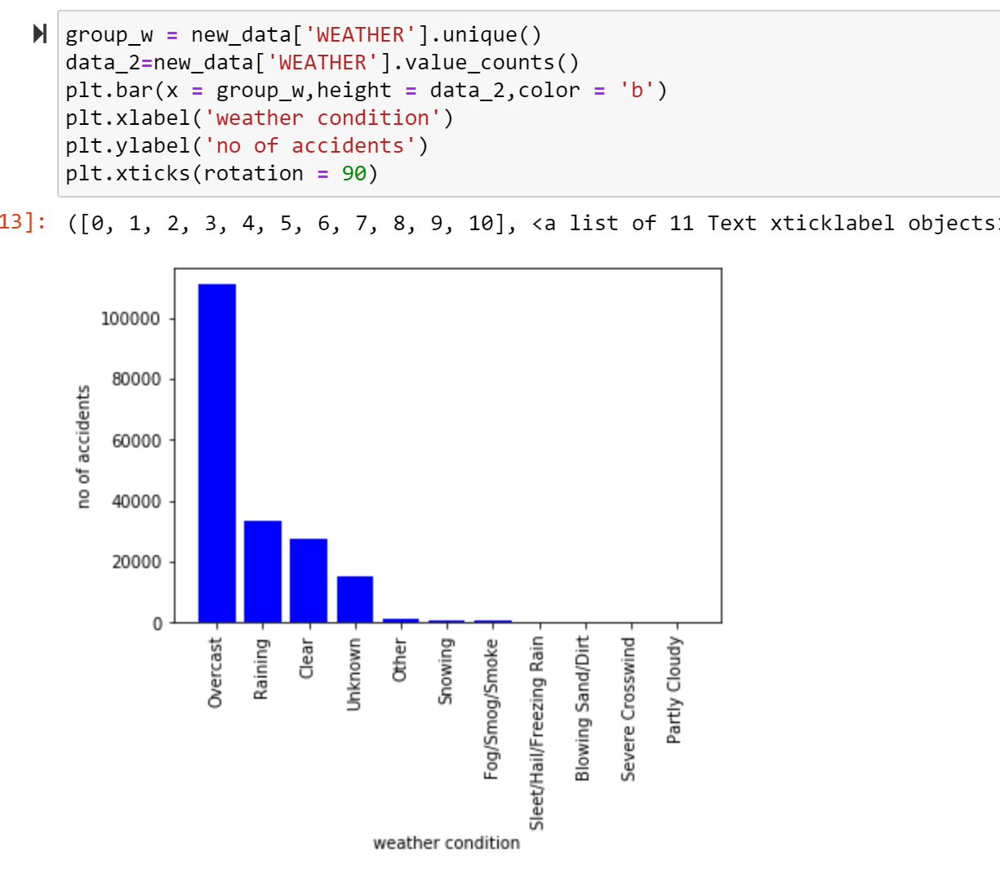 group_w = new_data['WEATHER'].unique()
data_2=new_data['WEATHER'].value_counts()
plt.bar(x = group_w,height = data_2,color = 'b')
plt.xlabel('weather condition')
plt.ylabel('no of accidents')
plt.xticks(rotation = 90)
13]: ([0, 1, 2, 3, 4, 5, 6, 7, 8, 9, 10], <a list of 11 Text xticklabel objects>
100000
80000
60000
40000
20000
0
no of accidents
Overcast
Raining
Clear
Unknown
Other
Snowing
Fog/Smog/Smoke
Sleet/Hail/Freezing Rain
Blowing Sand/Dirt
Severe Crosswind
Partly Cloudy
weather condition